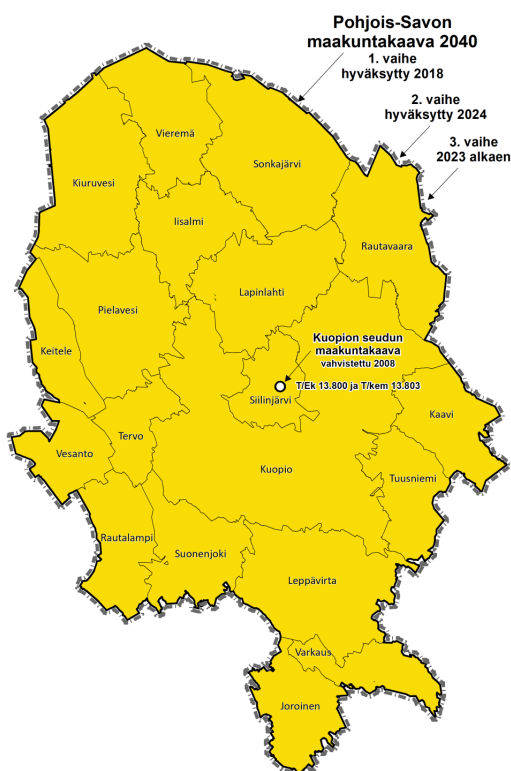 Pohjois-Savon
maakuntakaava 2040
1. vaihe
hyväksytty 2018
2. vaihe
hyväksytty 2024
3. vaihe
2023 alkaen
Vieremä
Sonkajärvi
Kiuruvesi
Iisalmi
Rautavaara
Lapinlahti
Pielavesi
Keitele
Kuopion seudun
maakuntakaava
vahvistettu 2008
T/Ek 13.800 ja T/kem 13.803
Siilinjärvi
Kaavi
Tervo
Vesanto
Kuopio
Tuusniemi
Rautalampi
Suonenjoki
Leppävirta
Varkaus
Joroinen